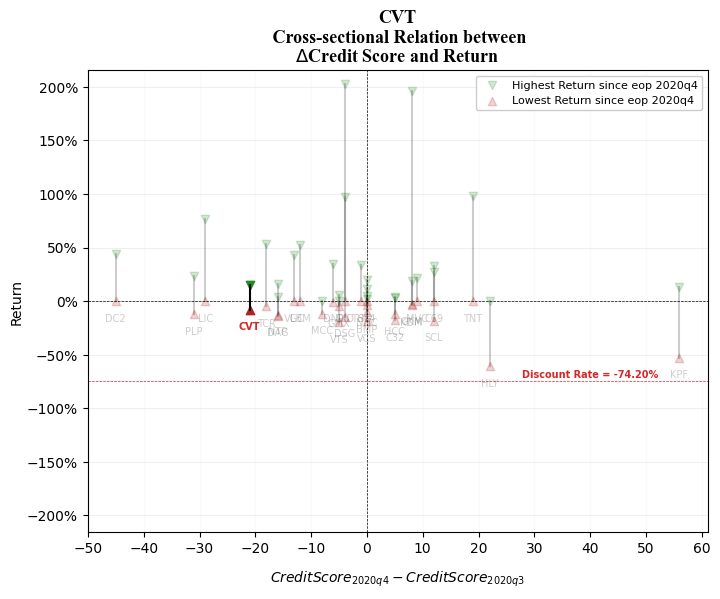 CVT
Cross-sectional Relation between
ΔCredit Score and Return
Highest Return since eop 2020q4
Lowest Return since eop 2020q4
200%
150%
100%
50%
0%
−50%
−100%
−150%
−200%
Return
DC2
PLP
LIC
CVT
TCR
MCC
DSG
VTS
VCS
HCC
C32
SCL
TNT
HLY
KPF
Discount Rate = -74.20%
−50
−40
−30
−20
−10
0
10
20
30
40
50
60
CreditScore2020q4 − CreditScore2020q3